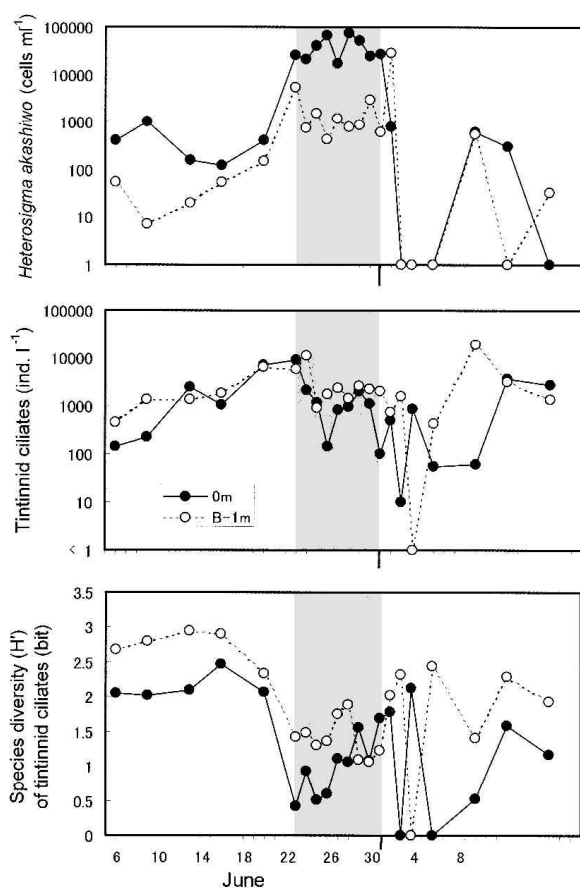 Heterosigma akashiwo (cells ml⁻¹)
100000
10000
1000
100
10
1
Tintinnid ciliates (ind. l⁻¹)
100000
10000
1000
100
10
< 1
0m
B-1m
Species diversity (H')
of tintinnid ciliates (bit)
3.5
3
2.5
2
1.5
1
0.5
0
6 10 14 18 22 26 30 4 8
June